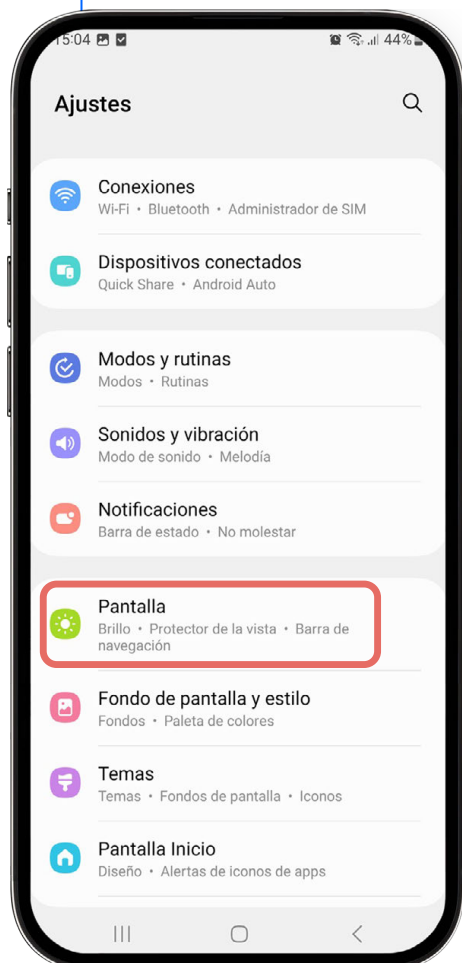 15:04 44%
Ajustes
Conexiones
Wi-Fi • Bluetooth • Administrador de SIM
Dispositivos conectados
Quick Share • Android Auto
Modos y rutinas
Modos • Rutinas
Sonidos y vibración
Modo de sonido • Melodía
Notificaciones
Barra de estado • No molestar
Pantalla
Brillo • Protector de la vista • Barra de
navegación
Fondo de pantalla y estilo
Fondos • Paleta de colores
Temas
Temas • Fondos de pantalla • Iconos
Pantalla Inicio
Diseño • Alertas de iconos de apps